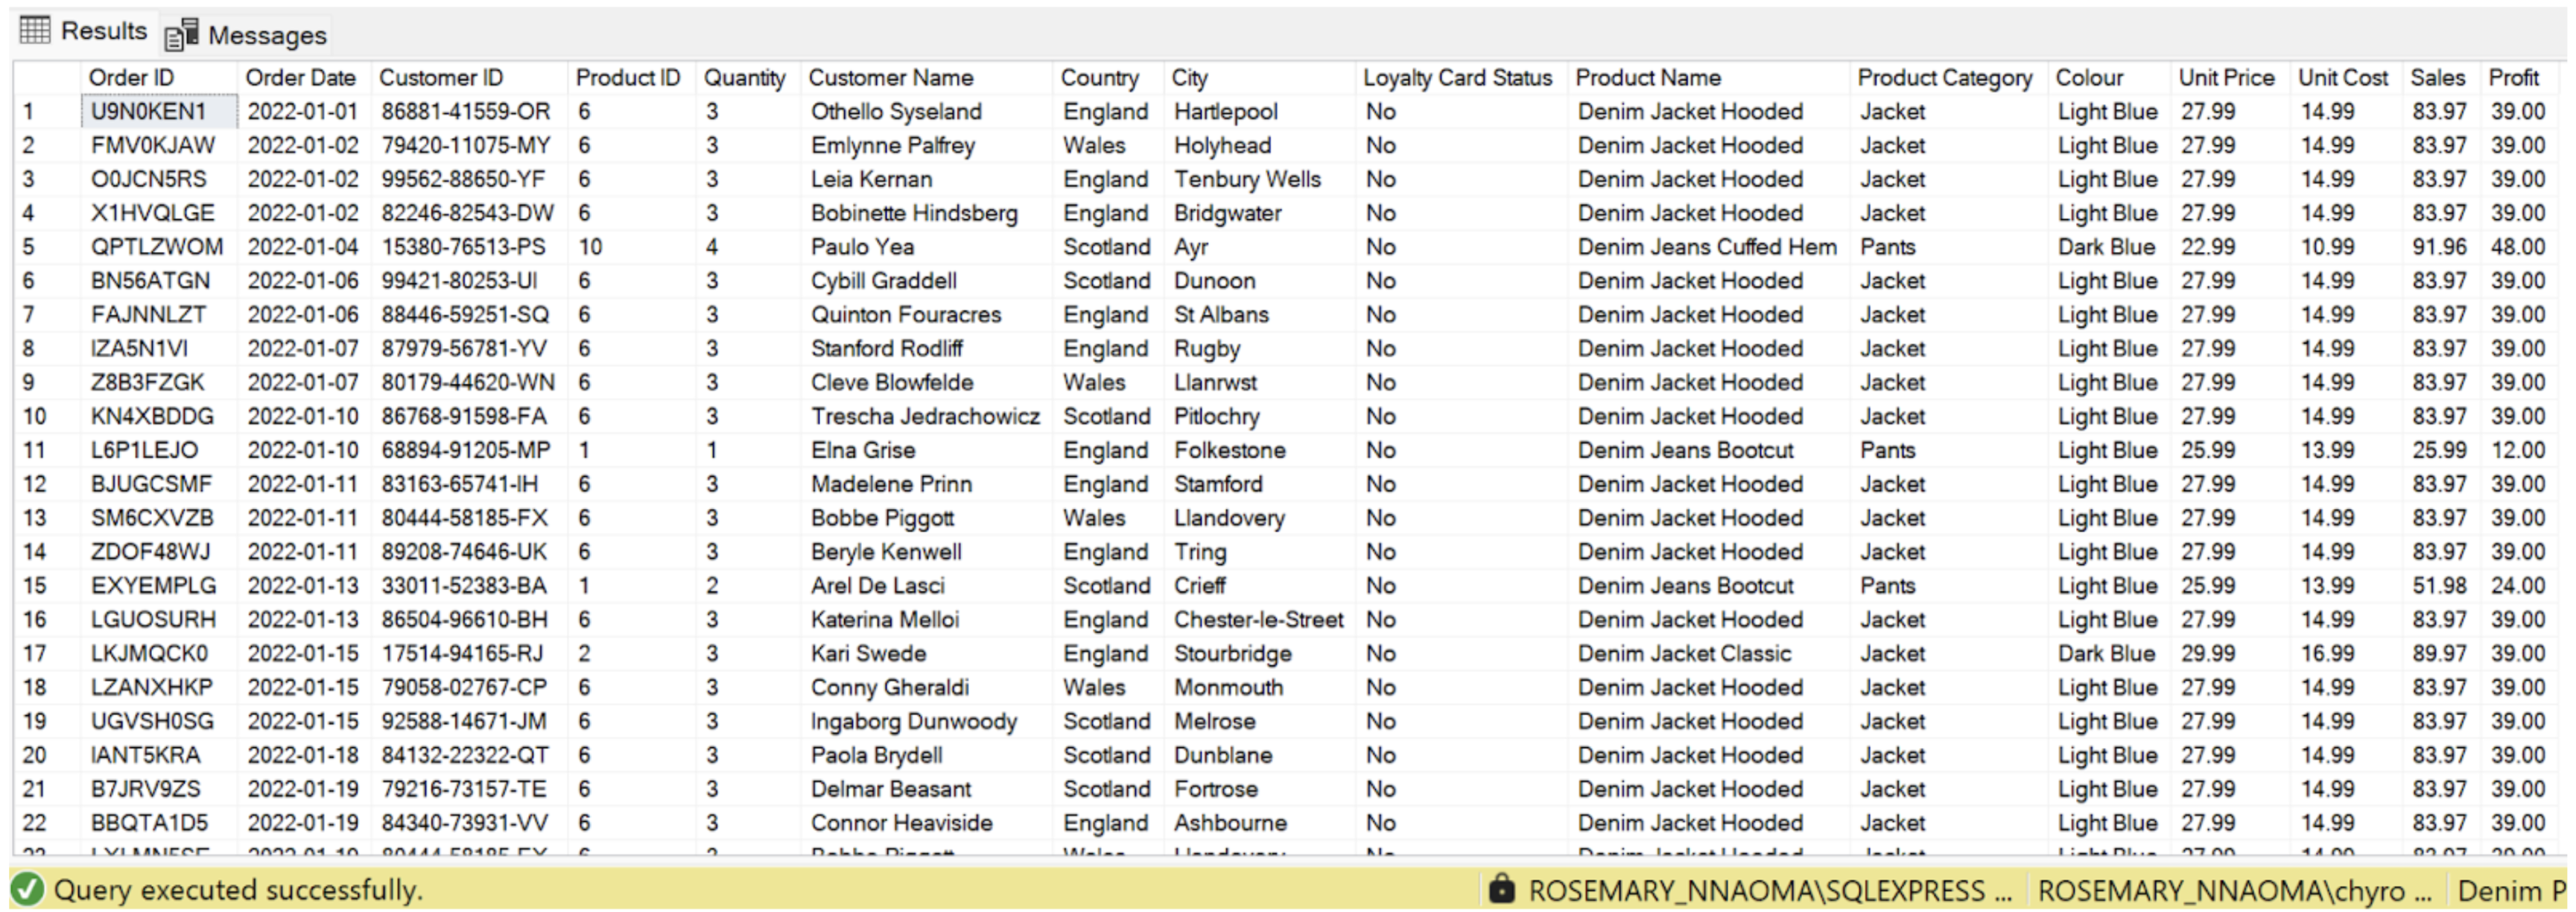 Results Messages
Order ID Order Date Customer ID Product ID Quantity Customer Name Country City Loyalty Card Status Product Name Product Category Colour Unit Price Unit Cost Sales Profit
1 U9N0KEN1 2022-01-01 86881-41559-OR 6 3 Othello Syseland England Hartlepool No Denim Jacket Hooded Jacket Light Blue 27.99 14.99 83.97 39.00
2 FMV0KJAW 2022-01-02 79420-11075-MY 6 3 Emlynne Palfrey Wales Holyhead No Denim Jacket Hooded Jacket Light Blue 27.99 14.99 83.97 39.00
3 O0JCN5RS 2022-01-02 99562-88650-YF 6 3 Leia Kernan England Tenbury Wells No Denim Jacket Hooded Jacket Light Blue 27.99 14.99 83.97 39.00
4 X1HVQLGE 2022-01-02 82246-82543-DW 6 3 Bobinette Hindsberg England Bridgwater No Denim Jacket Hooded Jacket Light Blue 27.99 14.99 83.97 39.00
5 QPTLZWOM 2022-01-04 15380-76513-PS 10 4 Paulo Yea Scotland Ayr No Denim Jeans Cuffed Hem Pants Dark Blue 22.99 10.99 91.96 48.00
6 BN56ATGN 2022-01-06 99421-80253-UI 6 3 Cybill Graddell Scotland Dunoon No Denim Jacket Hooded Jacket Light Blue 27.99 14.99 83.97 39.00
7 FAJNNLZT 2022-01-06 88446-59251-SQ 6 3 Quinton Fouracres England St Albans No Denim Jacket Hooded Jacket Light Blue 27.99 14.99 83.97 39.00
8 IZA5N1VI 2022-01-07 87979-56781-YV 6 3 Stanford Rodliff England Rugby No Denim Jacket Hooded Jacket Light Blue 27.99 14.99 83.97 39.00
9 Z8B3FZGK 2022-01-07 80179-44620-WN 6 3 Cleve Blowfelde Wales Llanrwst No Denim Jacket Hooded Jacket Light Blue 27.99 14.99 83.97 39.00
10 KN4XBDDG 2022-01-10 86768-91598-FA 6 3 Trescha Jedrachowicz Scotland Pitlochry No Denim Jacket Hooded Jacket Light Blue 27.99 14.99 83.97 39.00
11 L6P1LEJO 2022-01-10 68894-91205-MP 1 1 Elna Grise England Folkestone No Denim Jeans Bootcut Pants Light Blue 25.99 13.99 25.99 12.00
12 BJUGCSMF 2022-01-11 83163-65741-IH 6 3 Madelene Prinn England Stamford No Denim Jacket Hooded Jacket Light Blue 27.99 14.99 83.97 39.00
13 SM6CXVZB 2022-01-11 80444-58185-FX 6 3 Bobbe Piggott Wales Llandovery No Denim Jacket Hooded Jacket Light Blue 27.99 14.99 83.97 39.00
14 ZDOF48WJ 2022-01-11 89208-74646-UK 6 3 Beryle Kenwell England Tring No Denim Jacket Hooded Jacket Light Blue 27.99 14.99 83.97 39.00
15 EXYEMPLG 2022-01-13 33011-52383-BA 1 2 Arel De Lasci Scotland Crieff No Denim Jeans Bootcut Pants Light Blue 25.99 13.99 51.98 24.00
16 LGUOSURH 2022-01-13 86504-96610-BH 6 3 Katerina Melloi England Chester-le-Street No Denim Jacket Hooded Jacket Light Blue 27.99 14.99 83.97 39.00
17 LKJMQCK0 2022-01-15 17514-94165-RJ 2 3 Kari Swede England Stourbridge No Denim Jacket Classic Jacket Dark Blue 29.99 16.99 89.97 39.00
18 LZANXHKP 2022-01-15 79058-02767-CP 6 3 Conny Gheraldi Wales Monmouth No Denim Jacket Hooded Jacket Light Blue 27.99 14.99 83.97 39.00
19 UGVSH0SG 2022-01-15 92588-14671-JM 6 3 Ingaborg Dunwoody Scotland Melrose No Denim Jacket Hooded Jacket Light Blue 27.99 14.99 83.97 39.00
20 IANT5KRA 2022-01-18 84132-22322-QT 6 3 Paola Brydell Scotland Dunblane No Denim Jacket Hooded Jacket Light Blue 27.99 14.99 83.97 39.00
21 B7JRV9ZS 2022-01-19 79216-73157-TE 6 3 Delmar Beasant Scotland Fortrose No Denim Jacket Hooded Jacket Light Blue 27.99 14.99 83.97 39.00
22 BBQTA1D5 2022-01-19 84340-73931-VV 6 3 Connor Heaviside England Ashbourne No Denim Jacket Hooded Jacket Light Blue 27.99 14.99 83.97 39.00
Query executed successfully. ROSEMARY_NNAOMA\SQLEXPRESS ... ROSEMARY_NNAOMA\chyro ... Denim P